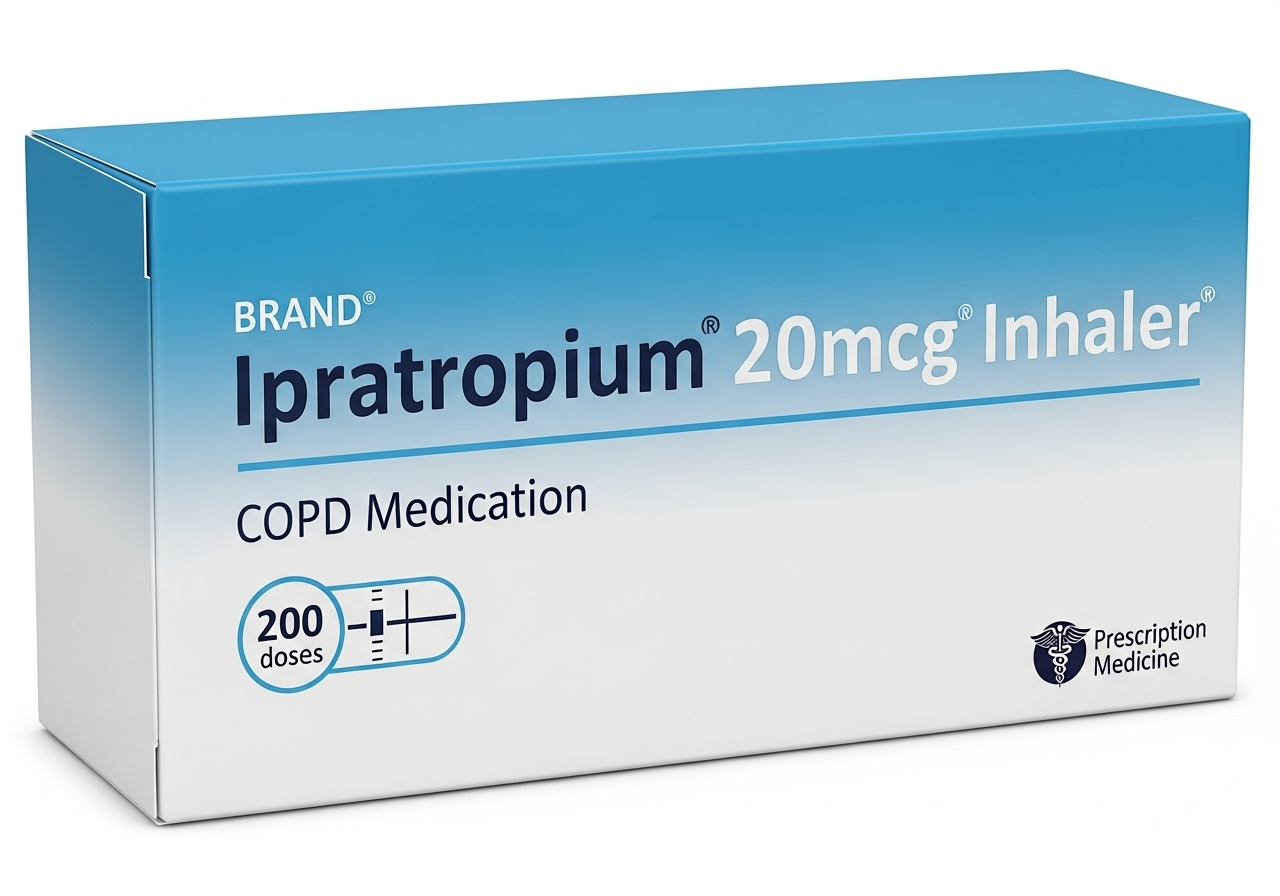 BRAND®
Ipratropium® 20mcg® Inhaler®
COPD Medication
200
doses
Prescription
Medicine